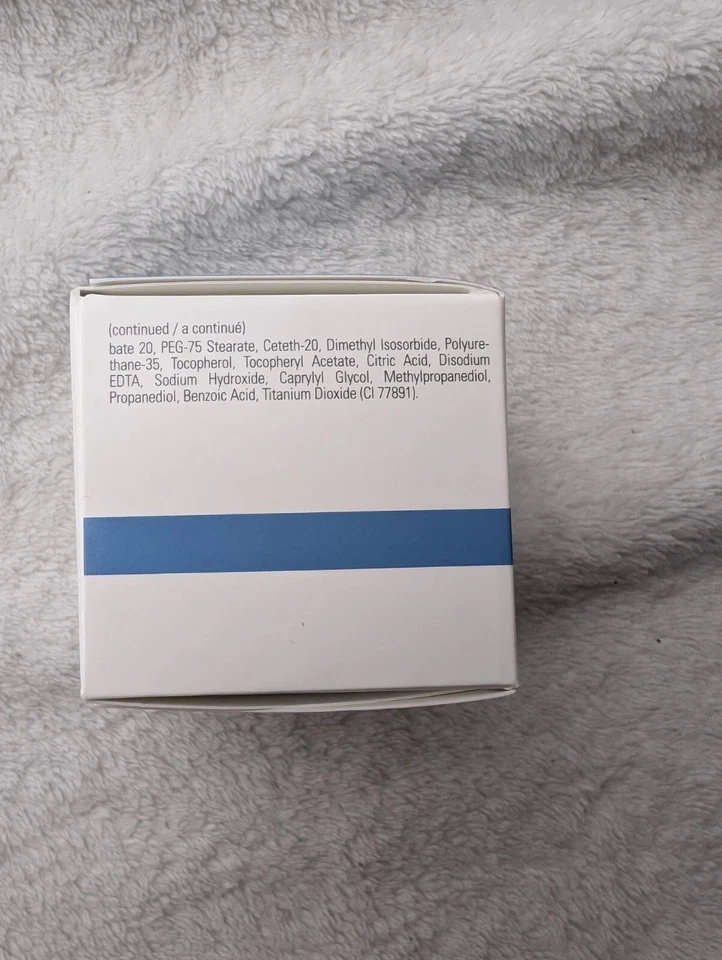 (continued / a continué)
bate 20, PEG-75 Stearate, Ceteth-20, Dimethyl Isosorbide, Polyure-
thane-35, Tocopherol, Tocopheryl Acetate, Citric Acid, Disodium
EDTA, Sodium Hydroxide, Caprylyl Glycol, Methylpropanediol,
Propanediol, Benzoic Acid, Titanium Dioxide (CI 77891).